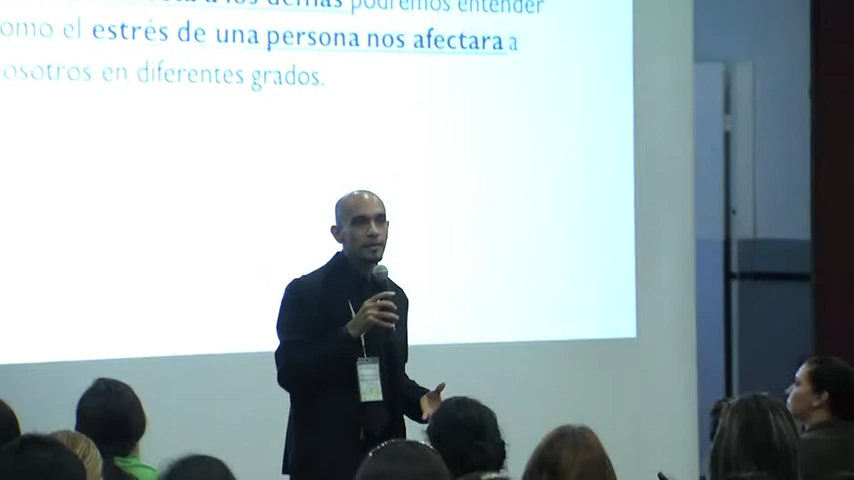 a los demás podremos entender
omo el estrés de una persona nos afectara a
osotros en diferentes grados.